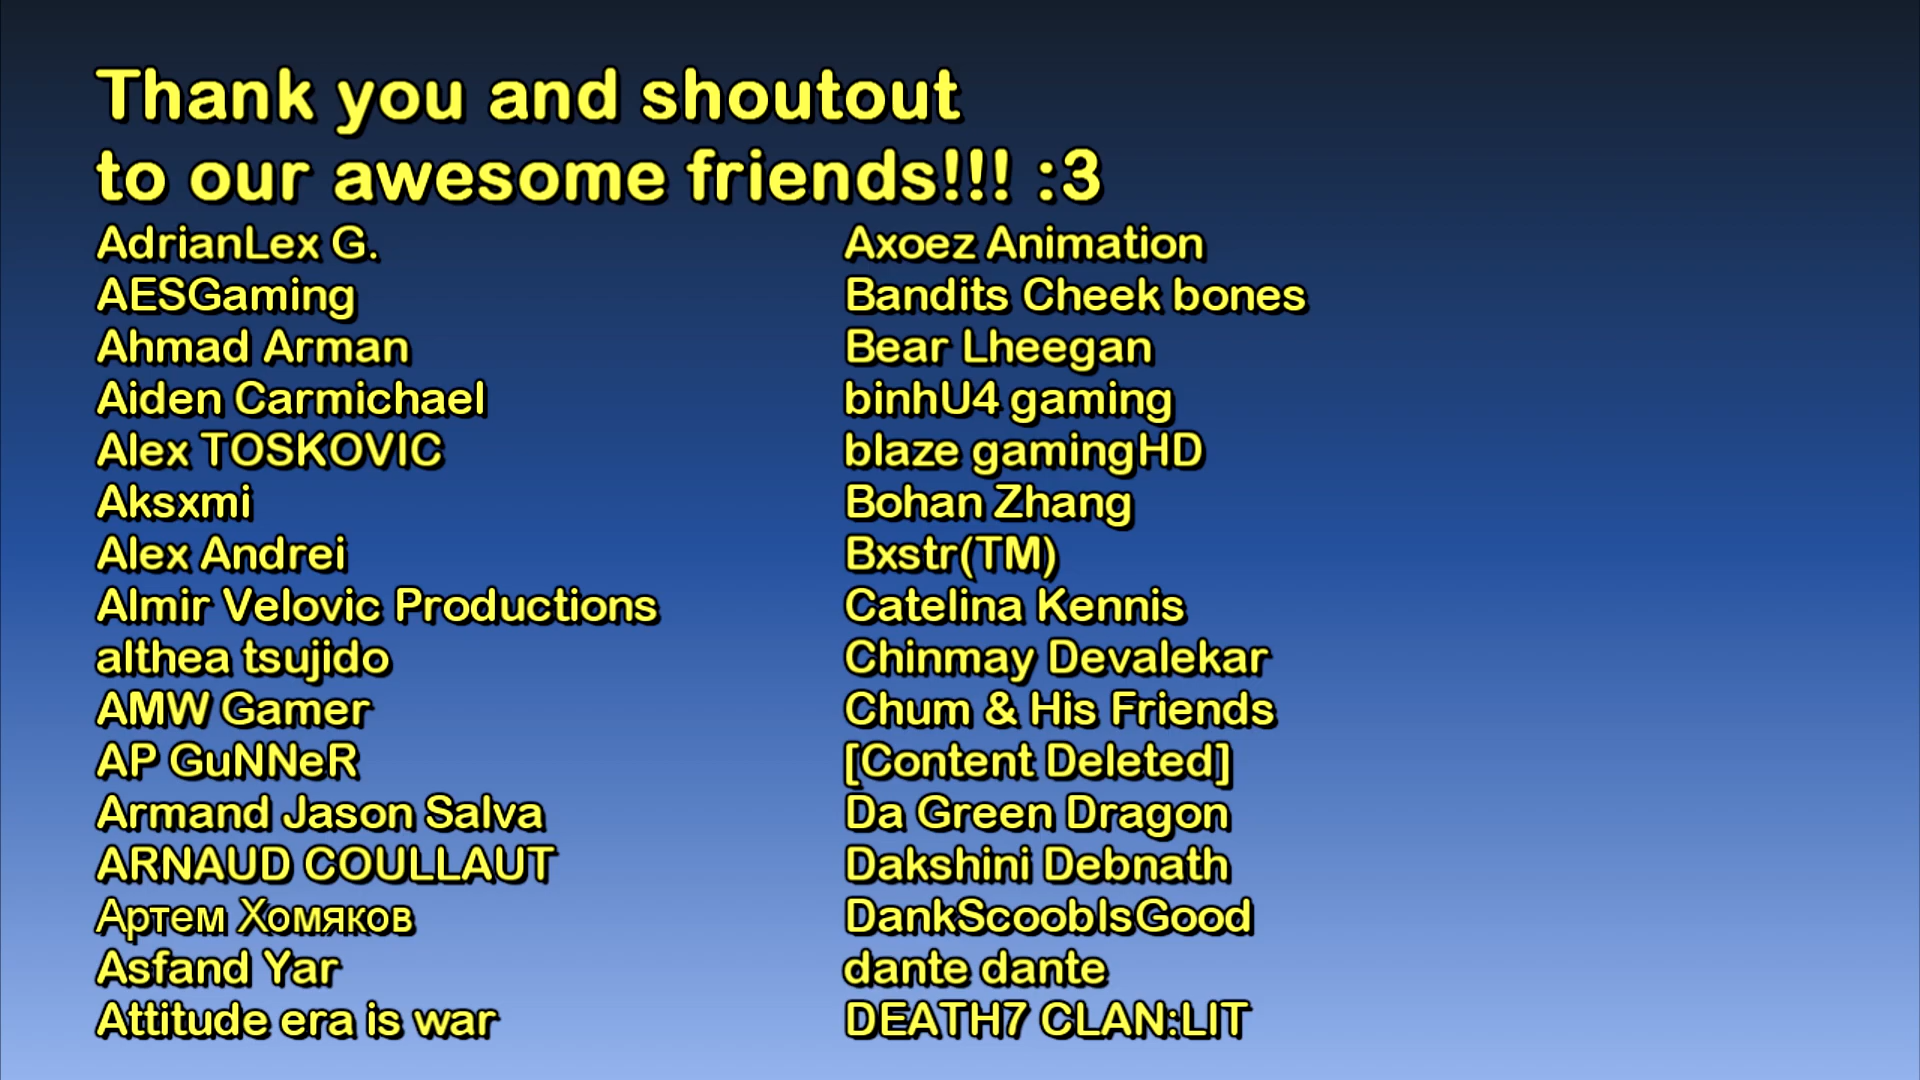 Thank you and shoutout
to our awesome friends!!! :3
AdrianLex G.
AESGaming
Ahmad Arman
Aiden Carmichael
Alex TOSKOVIC
Aksxmi
Alex Andrei
Almir Velovic Productions
althea tsujido
AMW Gamer
AP GuNNeR
Armand Jason Salva
ARNAUD COULLAUT
Артем Хомяков
Asfand Yar
Attitude era is war
Axoez Animation
Bandits Cheek bones
Bear Lheegan
binhU4 gaming
blaze gamingHD
Bohan Zhang
Bxstr(TM)
Catelina Kennis
Chinmay Devalekar
Chum & His Friends
[Content Deleted]
Da Green Dragon
Dakshini Debnath
DankScoobIsGood
dante dante
DEATH7 CLAN:LIT